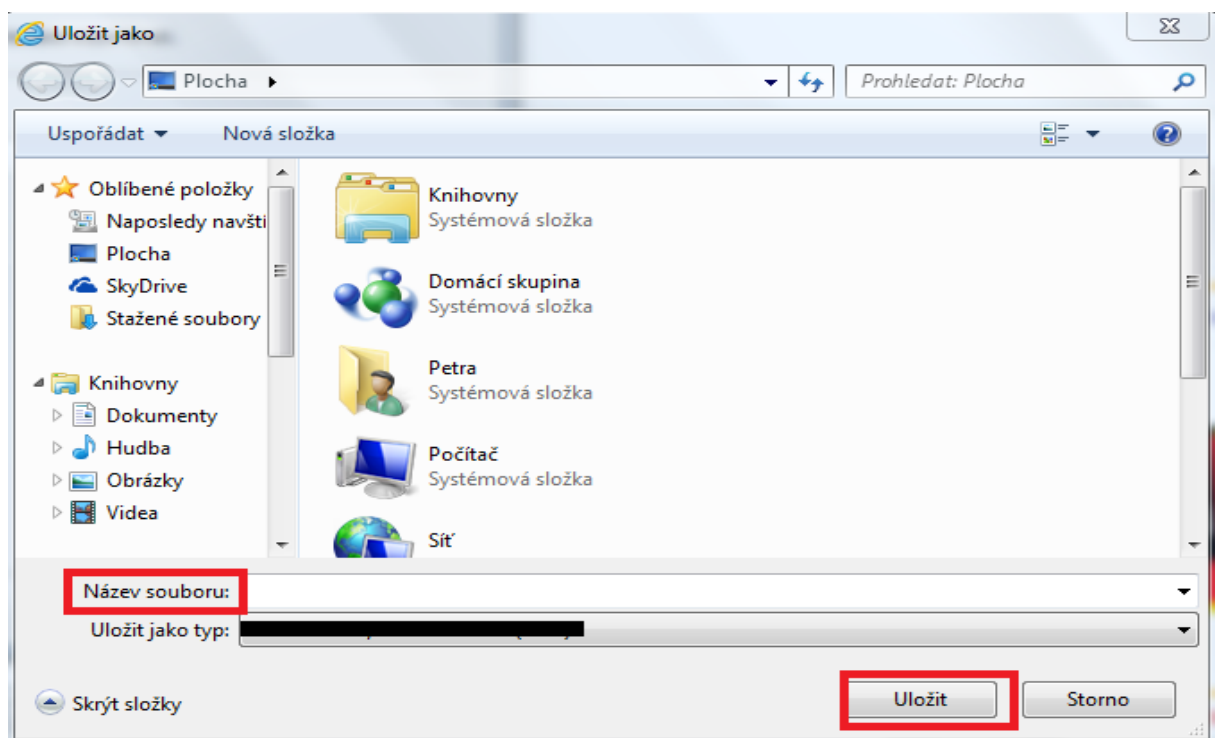 Uložit jako
Plocha
Prohledat: Plocha
Uspořádat
Nová složka
Oblíbené položky
Naposledy navšti
Plocha
SkyDrive
Stažené soubory
Knihovny
Dokumenty
Hudba
Obrázky
Videa
Knihovny
Systémová složka
Domácí skupina
Systémová složka
Petra
Systémová složka
Počítač
Systémová složka
Síť
Název souboru:
Uložit jako typ:
Skrýt složky
Uložit
Storno